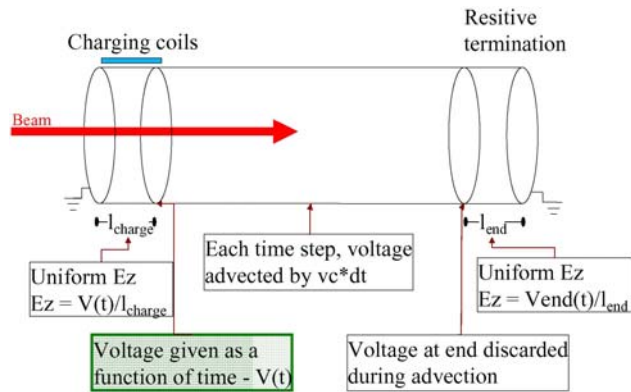 Charging coils
Resitive
termination
Beam
l_charge
l_end
Each time step, voltage
advected by vc*dt
Uniform Ez
Ez = V(t)/l_charge
Uniform Ez
Ez = Vend(t)/l_end
Voltage given as a
function of time - V(t)
Voltage at end discarded
during advection